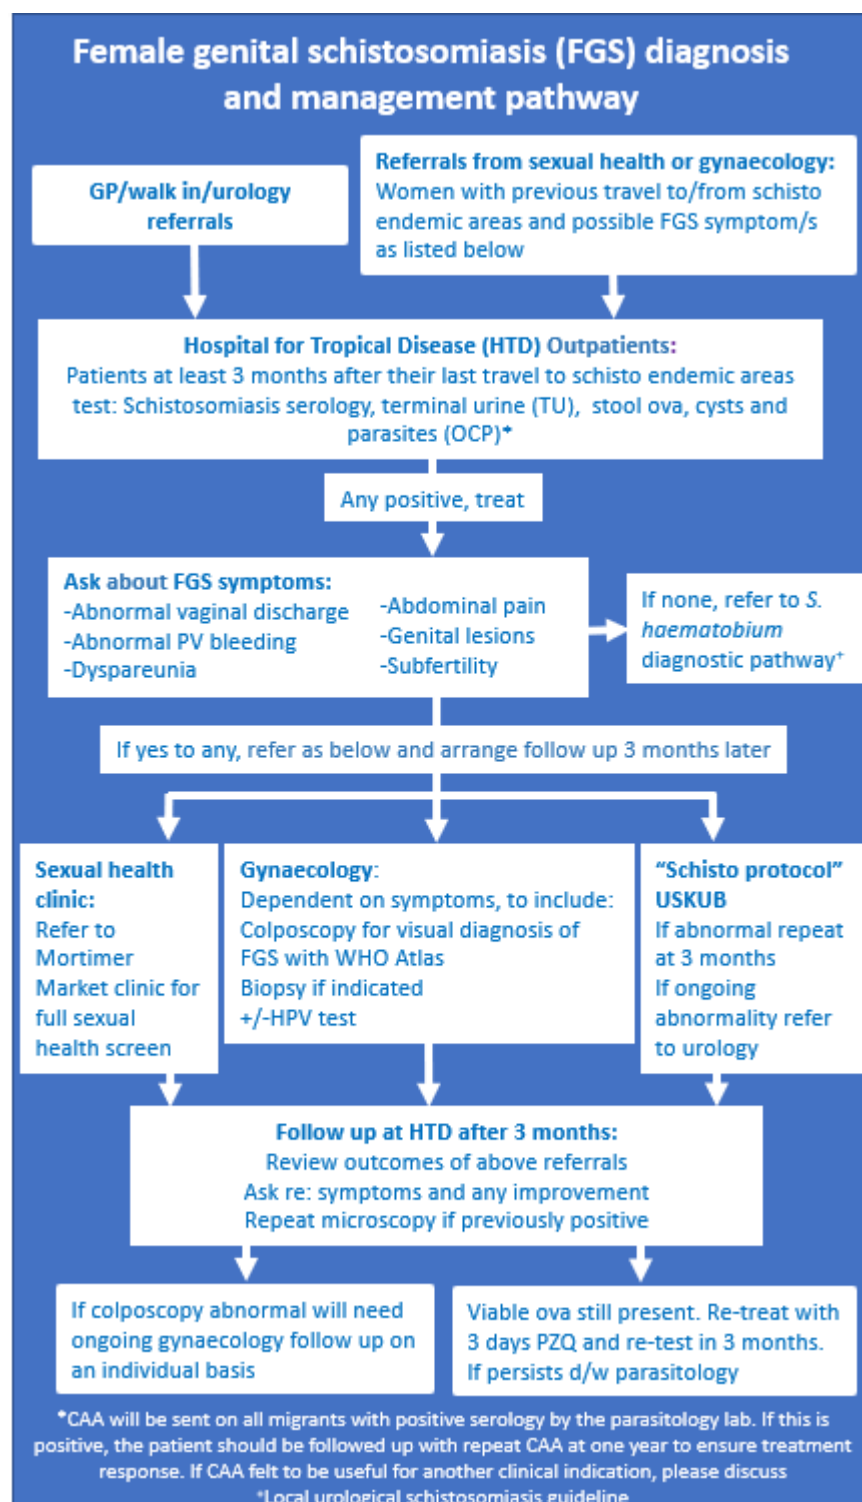 Female genital schistosomiasis (FGS) diagnosis
and management pathway
GP/walk in/urology
referrals
Referrals from sexual health or gynaecology:
Women with previous travel to/from schisto
endemic areas and possible FGS symptom/s
as listed below
Hospital for Tropical Disease (HTD) Outpatients:
Patients at least 3 months after their last travel to schisto endemic areas
test: Schistosomiasis serology, terminal urine (TU), stool ova, cysts and
parasites (OCP)*
Any positive, treat
Ask about FGS symptoms:
-Abnormal vaginal discharge
-Abnormal PV bleeding
-Dyspareunia
-Abdominal pain
-Genital lesions
-Subfertility
If none, refer to S.
haematobium
diagnostic pathway⁺
If yes to any, refer as below and arrange follow up 3 months later
Sexual health
clinic:
Refer to
Mortimer
Market clinic for
full sexual
health screen
Gynaecology:
Dependent on symptoms, to include:
Colposcopy for visual diagnosis of
FGS with WHO Atlas
Biopsy if indicated
+/-HPV test
“Schisto protocol”
USKUB
If abnormal repeat
at 3 months
If ongoing
abnormality refer
to urology
Follow up at HTD after 3 months:
Review outcomes of above referrals
Ask re: symptoms and any improvement
Repeat microscopy if previously positive
If colposcopy abnormal will need
ongoing gynaecology follow up on
an individual basis
Viable ova still present. Re-treat with
3 days PZQ and re-test in 3 months.
If persists d/w parasitology
*CAA will be sent on all migrants with positive serology by the parasitology lab. If this is
positive, the patient should be followed up with repeat CAA at one year to ensure treatment
response. If CAA felt to be useful for another clinical indication, please discuss
⁺Local urological schistosomiasis guideline